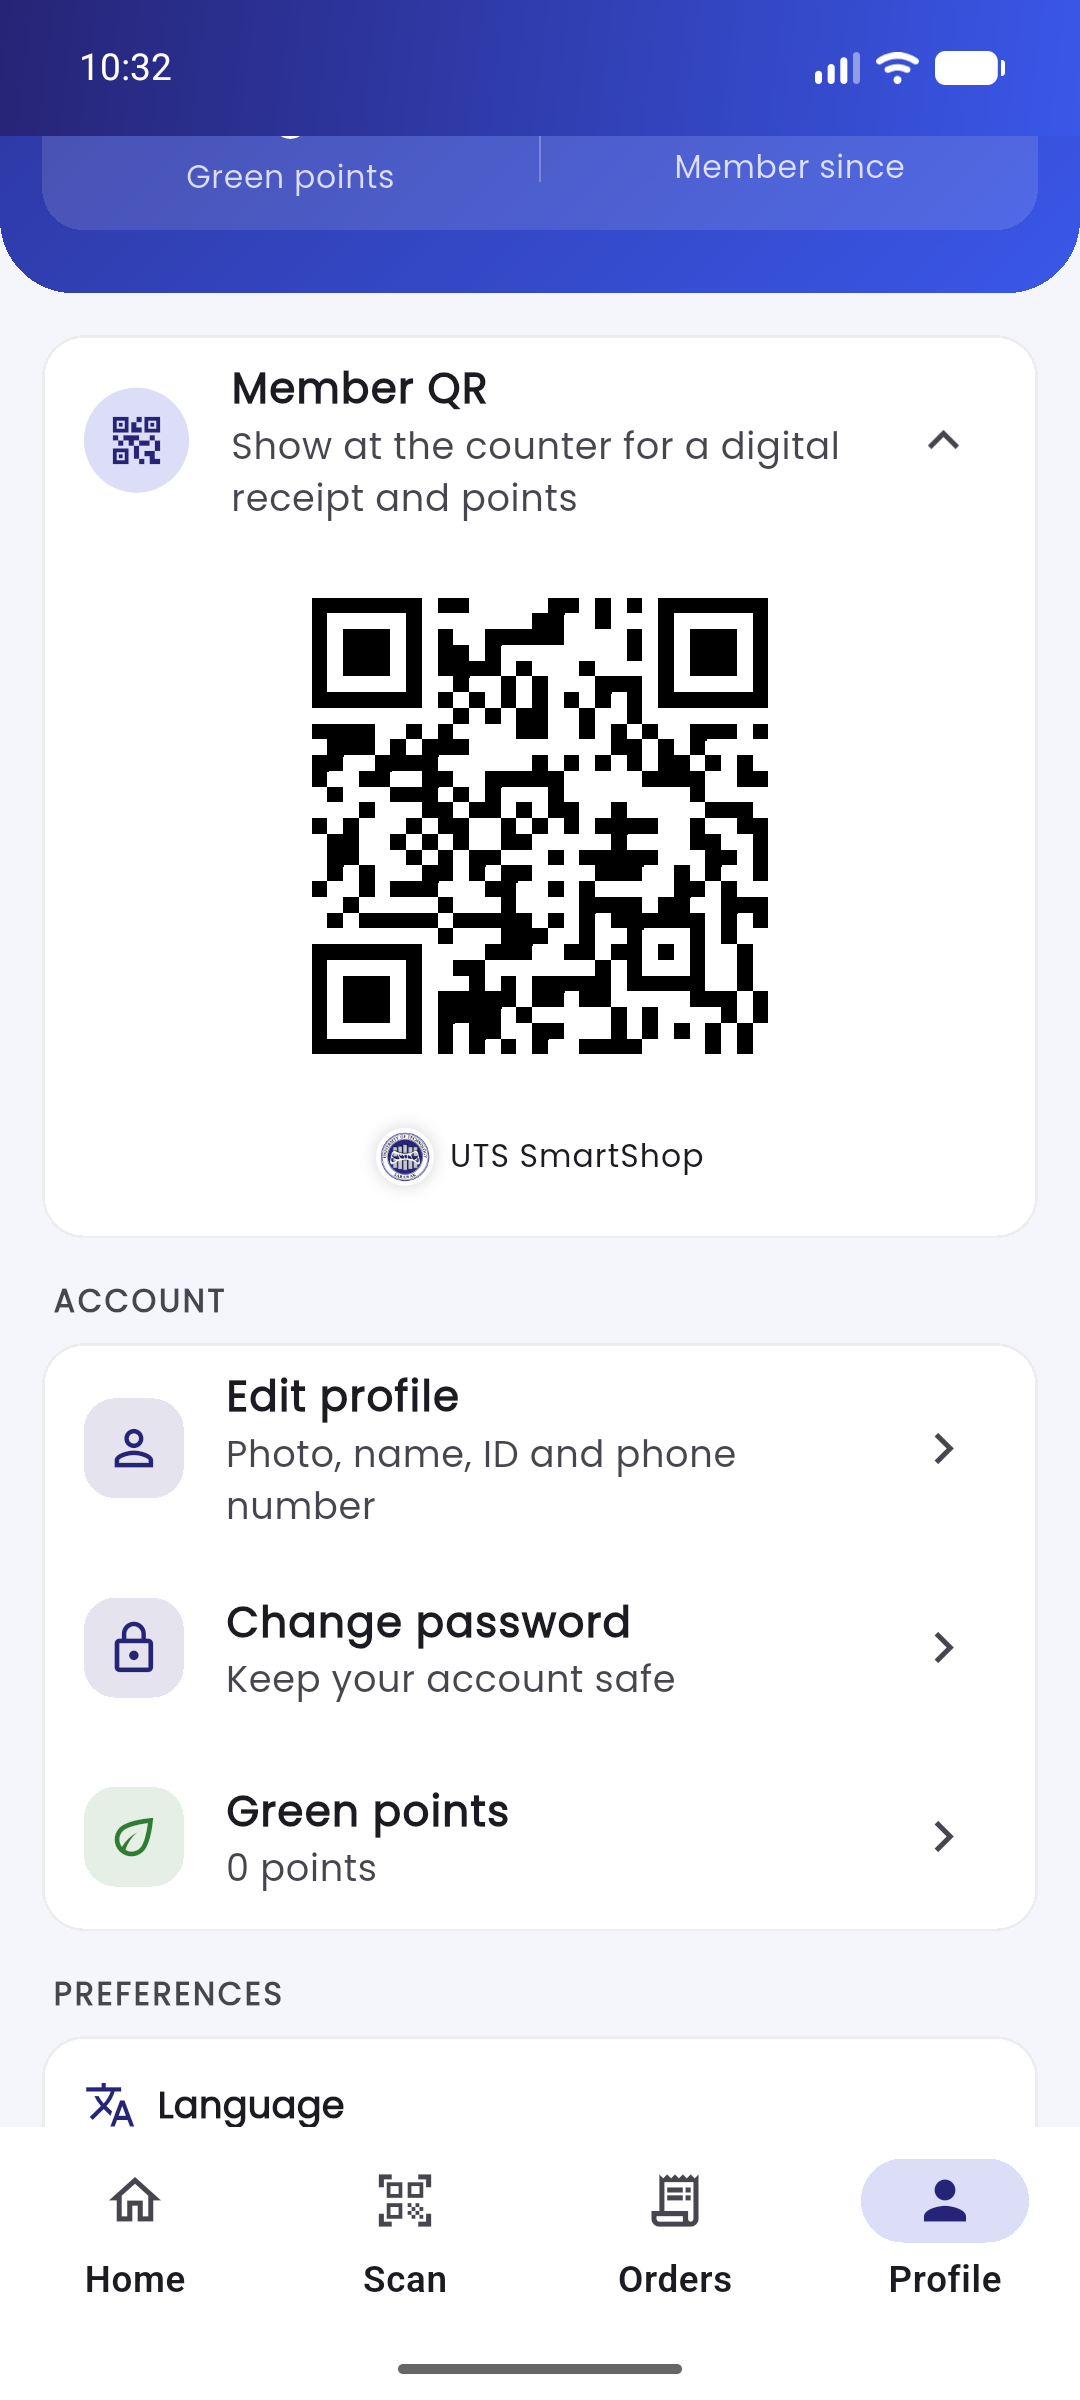 10:32
Green points
Member since
Member QR
Show at the counter for a digital
receipt and points
UTS SmartShop
ACCOUNT
Edit profile
Photo, name, ID and phone
number
Change password
Keep your account safe
Green points
0 points
PREFERENCES
Language
Home
Scan
Orders
Profile